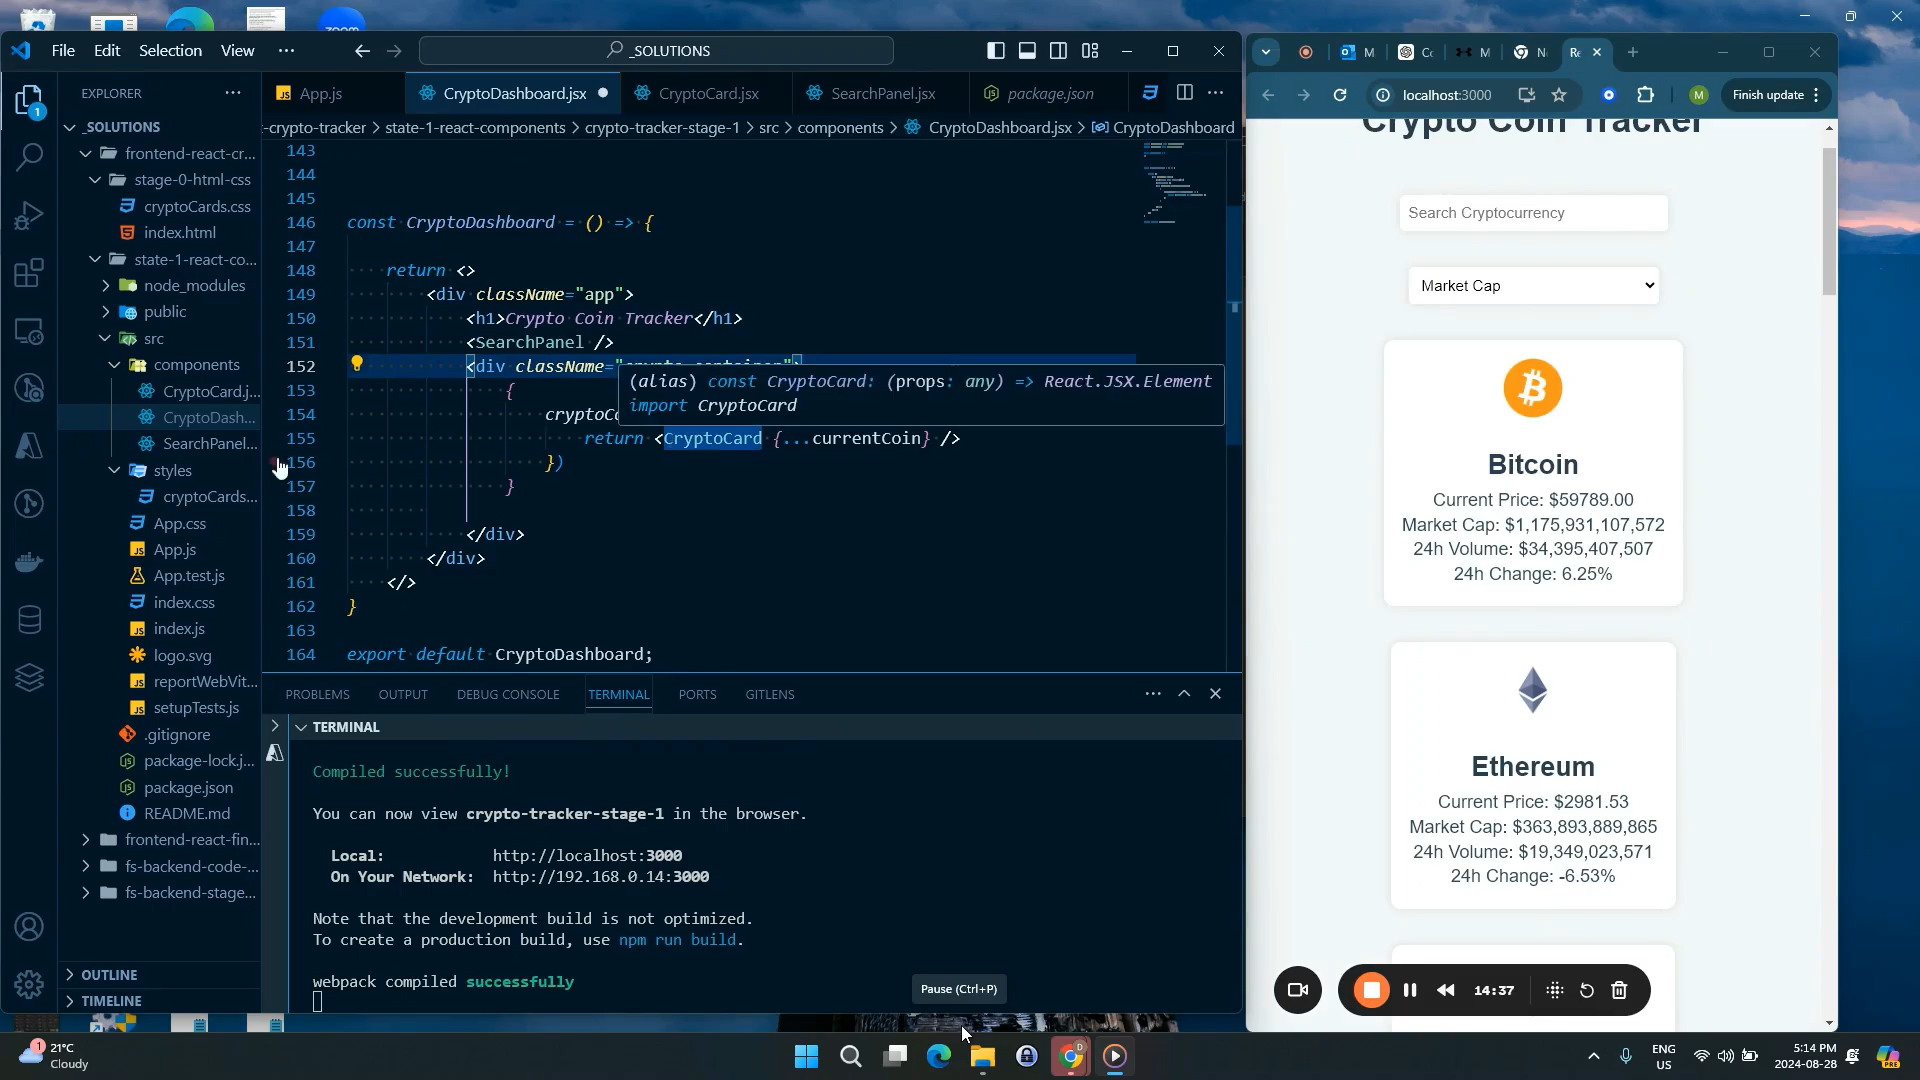 zoom
File Edit Selection View
_SOLUTIONS
EXPLORER
App.js
CryptoDashboard.jsx
CryptoCard.jsx
SearchPanel.jsx
package.json
-crypto-tracker > state-1-react-components > crypto-tracker-stage-1 > src > components > CryptoDashboard.jsx > CryptoDashboard
_SOLUTIONS
frontend-react-cr...
stage-0-html-css
cryptoCards.css
index.html
state-1-react-co...
node_modules
public
src
components
CryptoCard.j...
CryptoDash...
SearchPanel...
styles
cryptoCards...
App.css
App.js
App.test.js
index.css
index.js
logo.svg
reportWebVit...
setupTests.js
.gitignore
package-lock.j...
package.json
README.md
frontend-react-fin...
fs-backend-code-...
fs-backend-stage...
OUTLINE
TIMELINE
1
143
144
145
146 const CryptoDashboard = () => {
147
148 return <>
149 <div className="app">
150 <h1>Crypto Coin Tracker</h1>
151 <SearchPanel />
152 <div className="crypto-container">
153 {
154 cryptoCo
155 return <CryptoCard {...currentCoin} />
156 })
157 }
158
159 </div>
160 </div>
161 </>
162 }
163
164 export default CryptoDashboard;
(alias) const CryptoCard: (props: any) => React.JSX.Element
import CryptoCard
PROBLEMS OUTPUT DEBUG CONSOLE TERMINAL PORTS GITLENS
TERMINAL
Compiled successfully!
You can now view crypto-tracker-stage-1 in the browser.
Local: http://localhost:3000
On Your Network: http://192.168.0.14:3000
Note that the development build is not optimized.
To create a production build, use npm run build.
webpack compiled successfully
Pause (Ctrl+P)
M
Co
M
N
Re
localhost:3000
M
Finish update
Crypto Coin Tracker
Search Cryptocurrency
Market Cap
Bitcoin
Current Price: $59789.00
Market Cap: $1,175,931,107,572
24h Volume: $34,395,407,507
24h Change: 6.25%
Ethereum
Current Price: $2981.53
Market Cap: $363,893,889,865
24h Volume: $19,349,023,571
24h Change: -6.53%
14:37
1
21°C
Cloudy
D
ENG
US
5:14 PM
2024-08-28
PRE